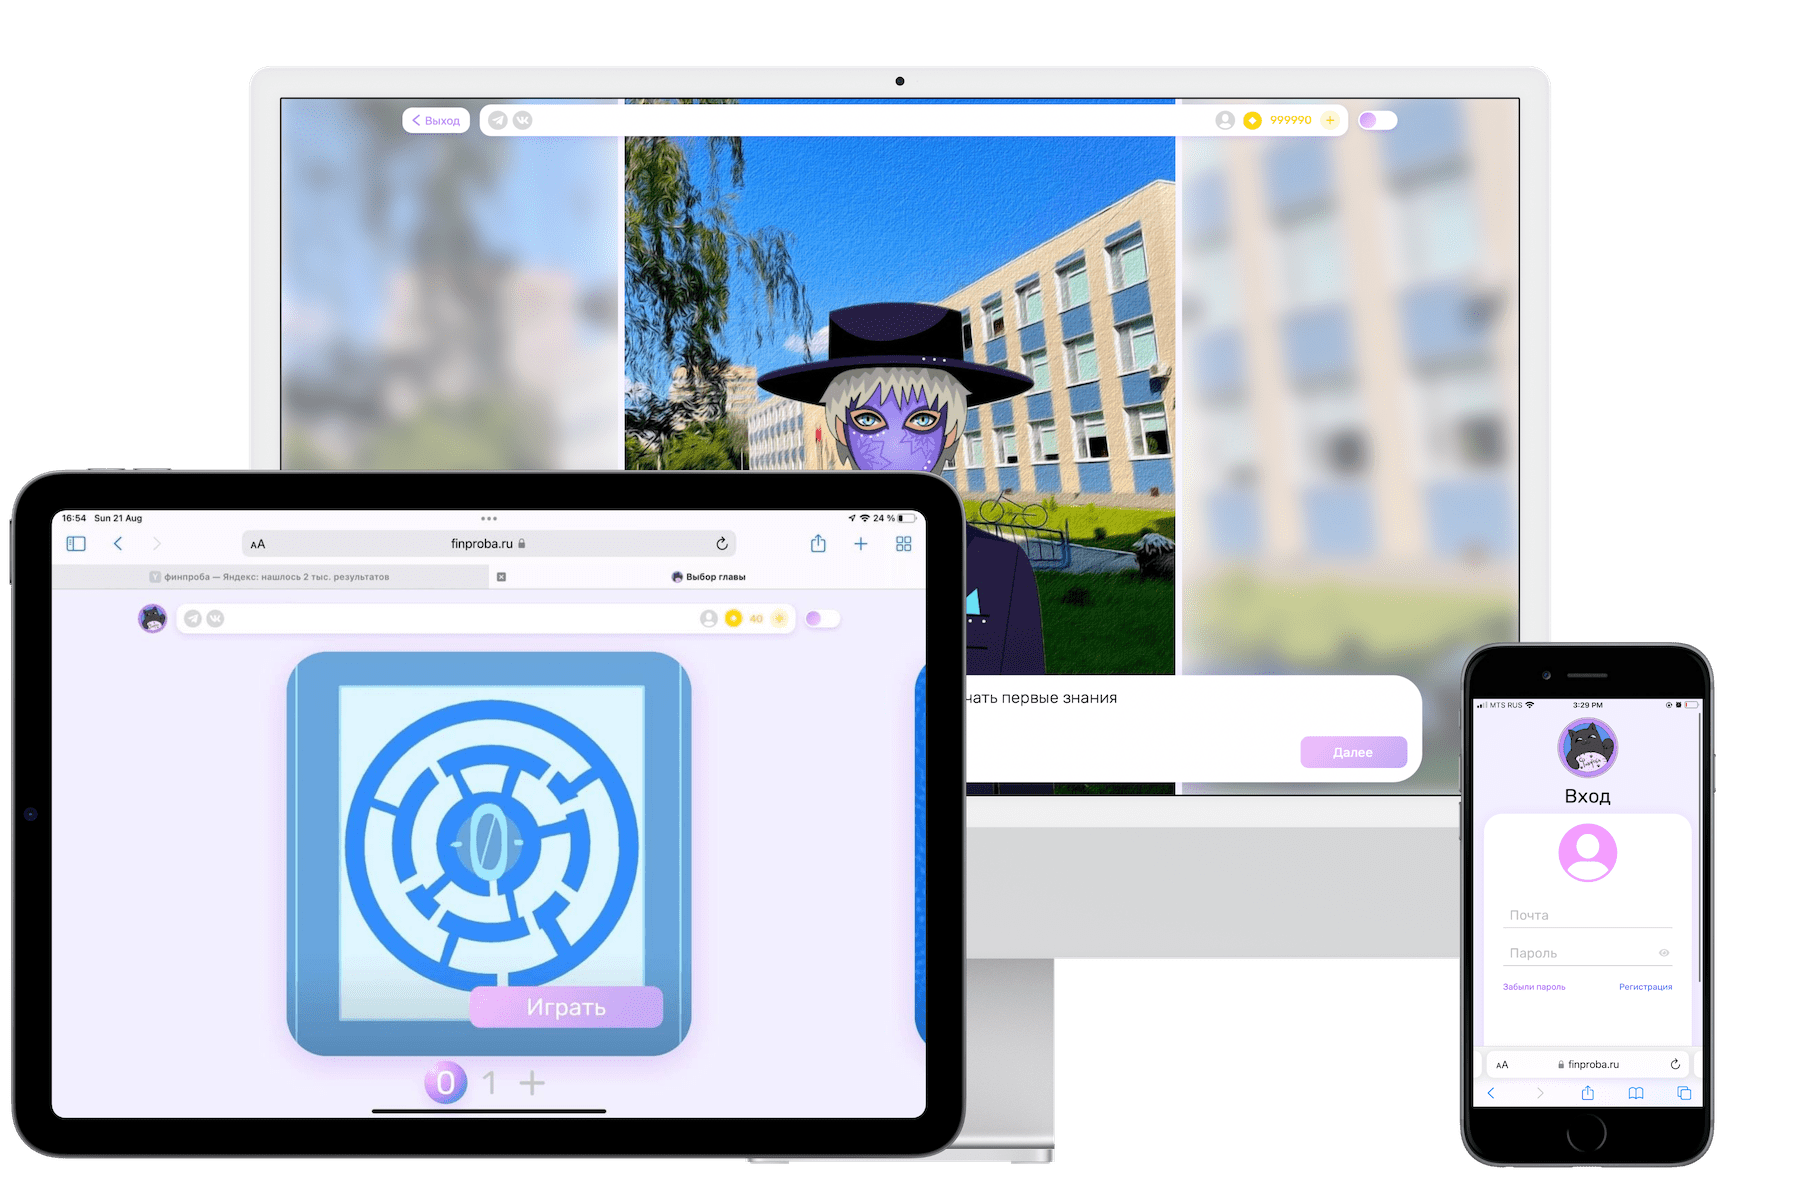 Выход
999990
16:54 Sun 21 Aug
24 %
AA finproba.ru
финпроба — Яндекс: нашлось 2 тыс. результатов
Выбор главы
40
0
Играть
0 1 +
чать первые знания
Далее
MTS RUS 3:29 PM
Вход
Почта
Пароль
Забыли пароль Регистрация
AA finproba.ru